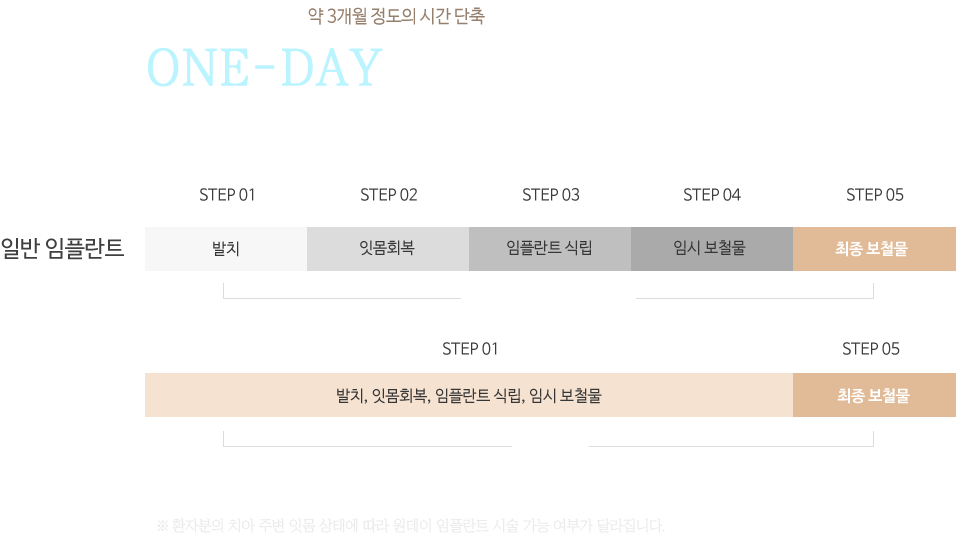 약 3개월 정도의 시간 단축
ONE-DAY
STEP 01 STEP 02 STEP 03 STEP 04 STEP 05
일반 임플란트 발치 잇몸회복 임플란트 식립 임시 보철물 최종 보철물
STEP 01 STEP 05
발치, 잇몸회복, 임플란트 식립, 임시 보철물 최종 보철물
※ 환자분의 치아 주변 잇몸 상태에 따라 원데이 임플란트 시술 가능 여부가 달라집니다.